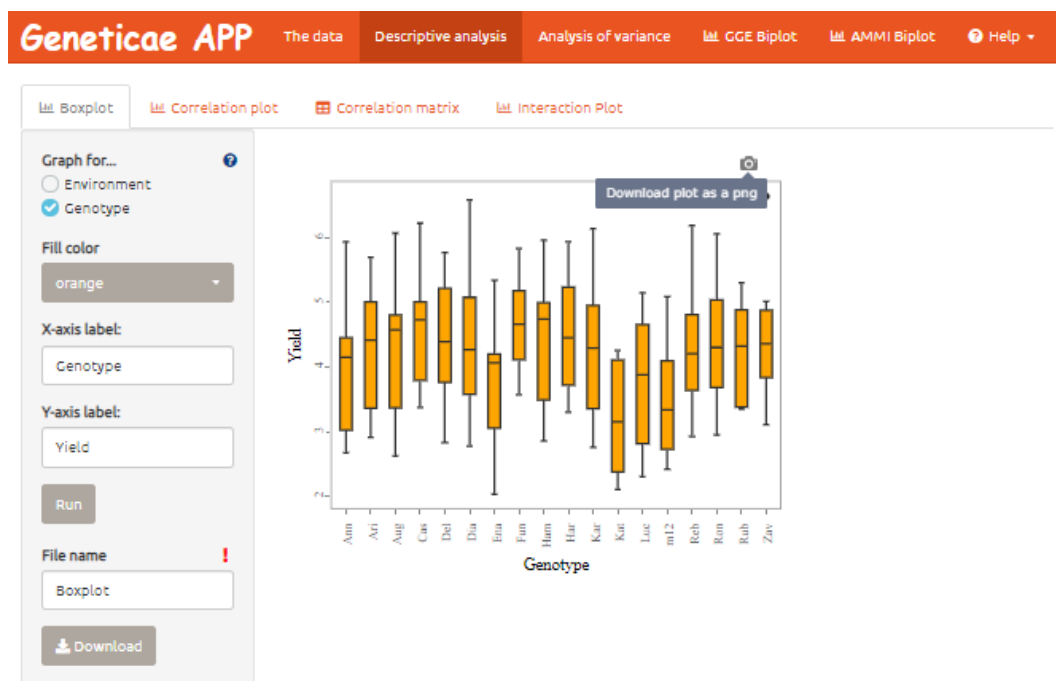 Geneticae APP The data Descriptive analysis Analysis of variance GGE Biplot AMMI Biplot Help
Boxplot Correlation plot Correlation matrix Interaction Plot
Graph for...
Environment
Genotype
Fill color
orange
X-axis label:
Genotype
Y-axis label:
Yield
Run
File name !
Boxplot
Download
Download plot as a png
Yield
6
5
4
3
2
Ann Ari Aug Cas Del Dia Ena Fun Ham Har Kar Kat Luc m12 Reb Ron Rub Zav
Genotype